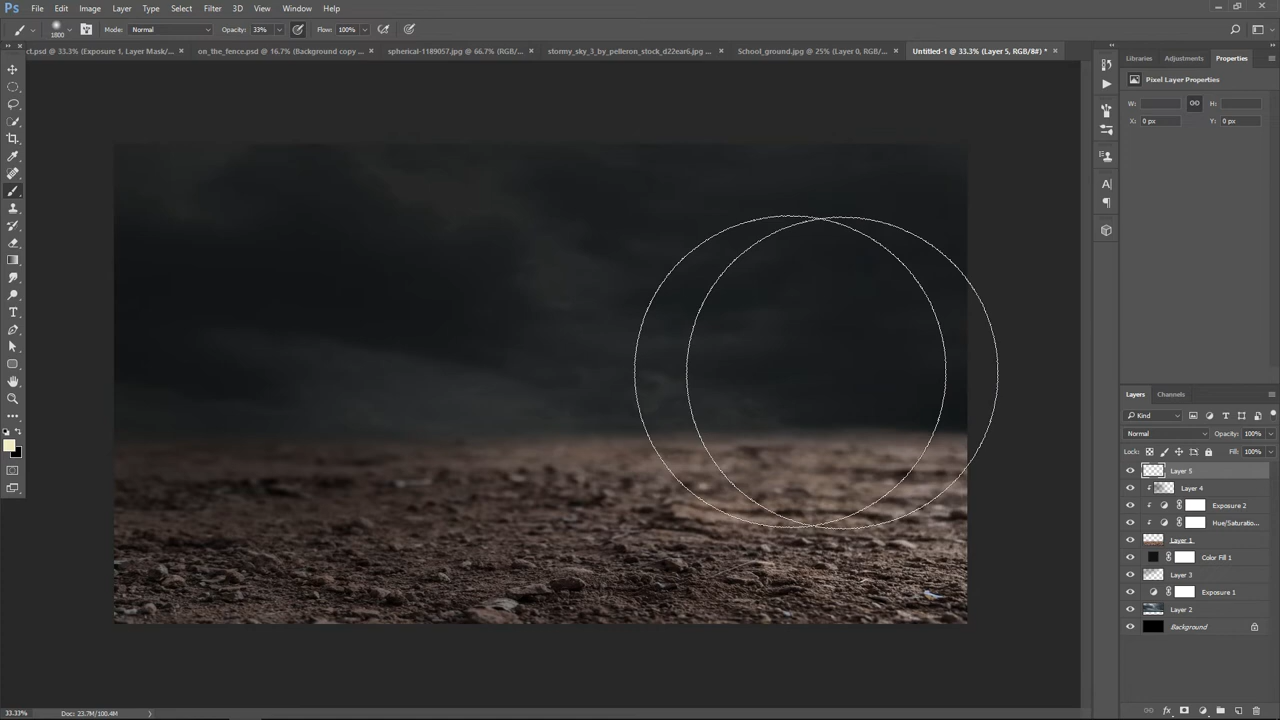 Ps File Edit Image Layer Type Select Filter 3D View Window Help
1800 Mode: Normal Opacity: 33% Flow: 100%
ct.psd @ 33.3% (Exposure 1, Layer Mask/... × on_the_fence.psd @ 16.7% (Background copy ... × spherical-1189057.jpg @ 66.7% (RGB/... × stormy_sky_3_by_pelleron_stock_d22ear6.jpg ... × School_ground.jpg @ 25% (Layer 0, RGB/... × Untitled-1 @ 33.3% (Layer 5, RGB/8#) * ×
Libraries Adjustments Properties
Pixel Layer Properties
W: H:
X: 0 px Y: 0 px
Layers Channels
Kind
Normal Opacity: 100%
Lock: Fill: 100%
Layer 5
Layer 4
Exposure 2
Hue/Saturatio...
Layer 1
Color Fill 1
Layer 3
Exposure 1
Layer 2
Background
33.33% Doc: 23.7M/100.4M